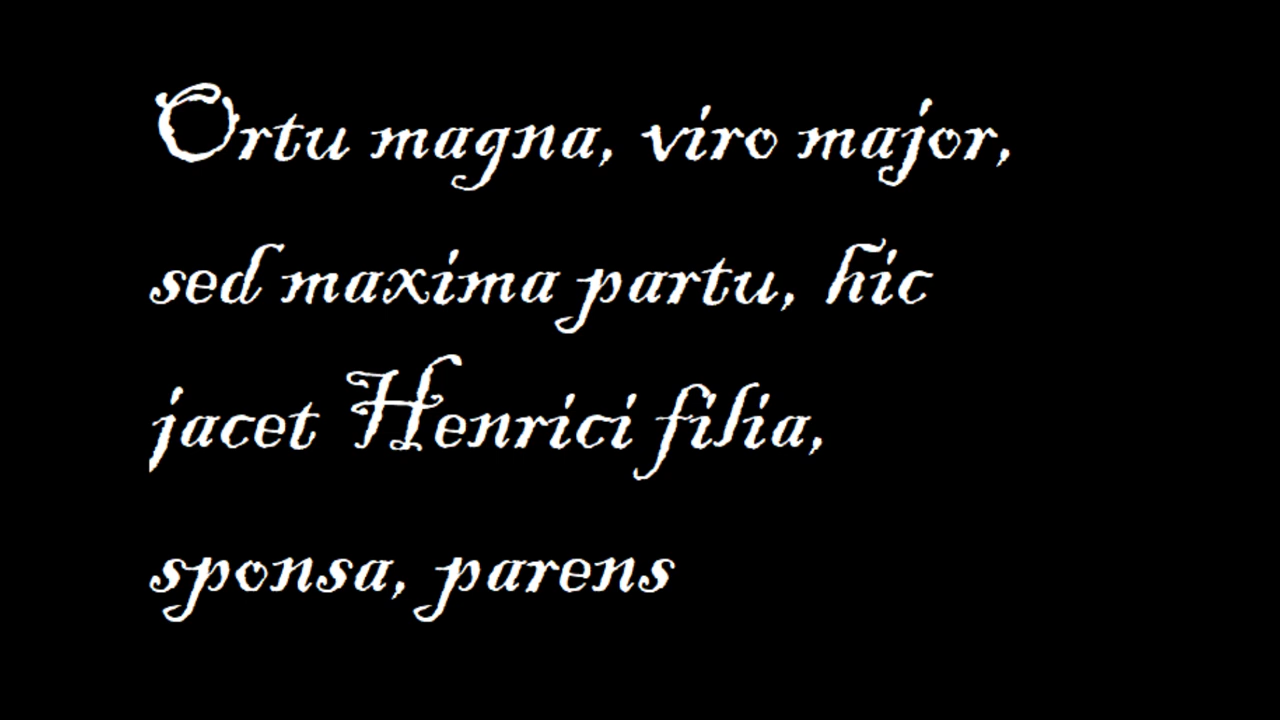 Ortu magna, viro major,
sed maxima partu, hic
jacet Henrici filia,
sponsa, parens